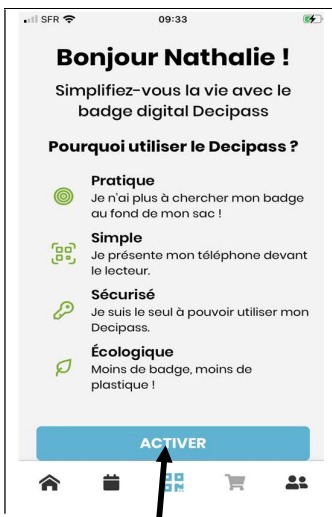 SFR 09:33
Bonjour Nathalie !
Simplifiez-vous la vie avec le
badge digital Decipass
Pourquoi utiliser le Decipass ?
Pratique
Je n'ai plus à chercher mon badge
au fond de mon sac !
Simple
Je présente mon téléphone devant
le lecteur.
Sécurisé
Je suis le seul à pouvoir utiliser mon
Decipass.
Écologique
Moins de badge, moins de
plastique !
ACTIVER